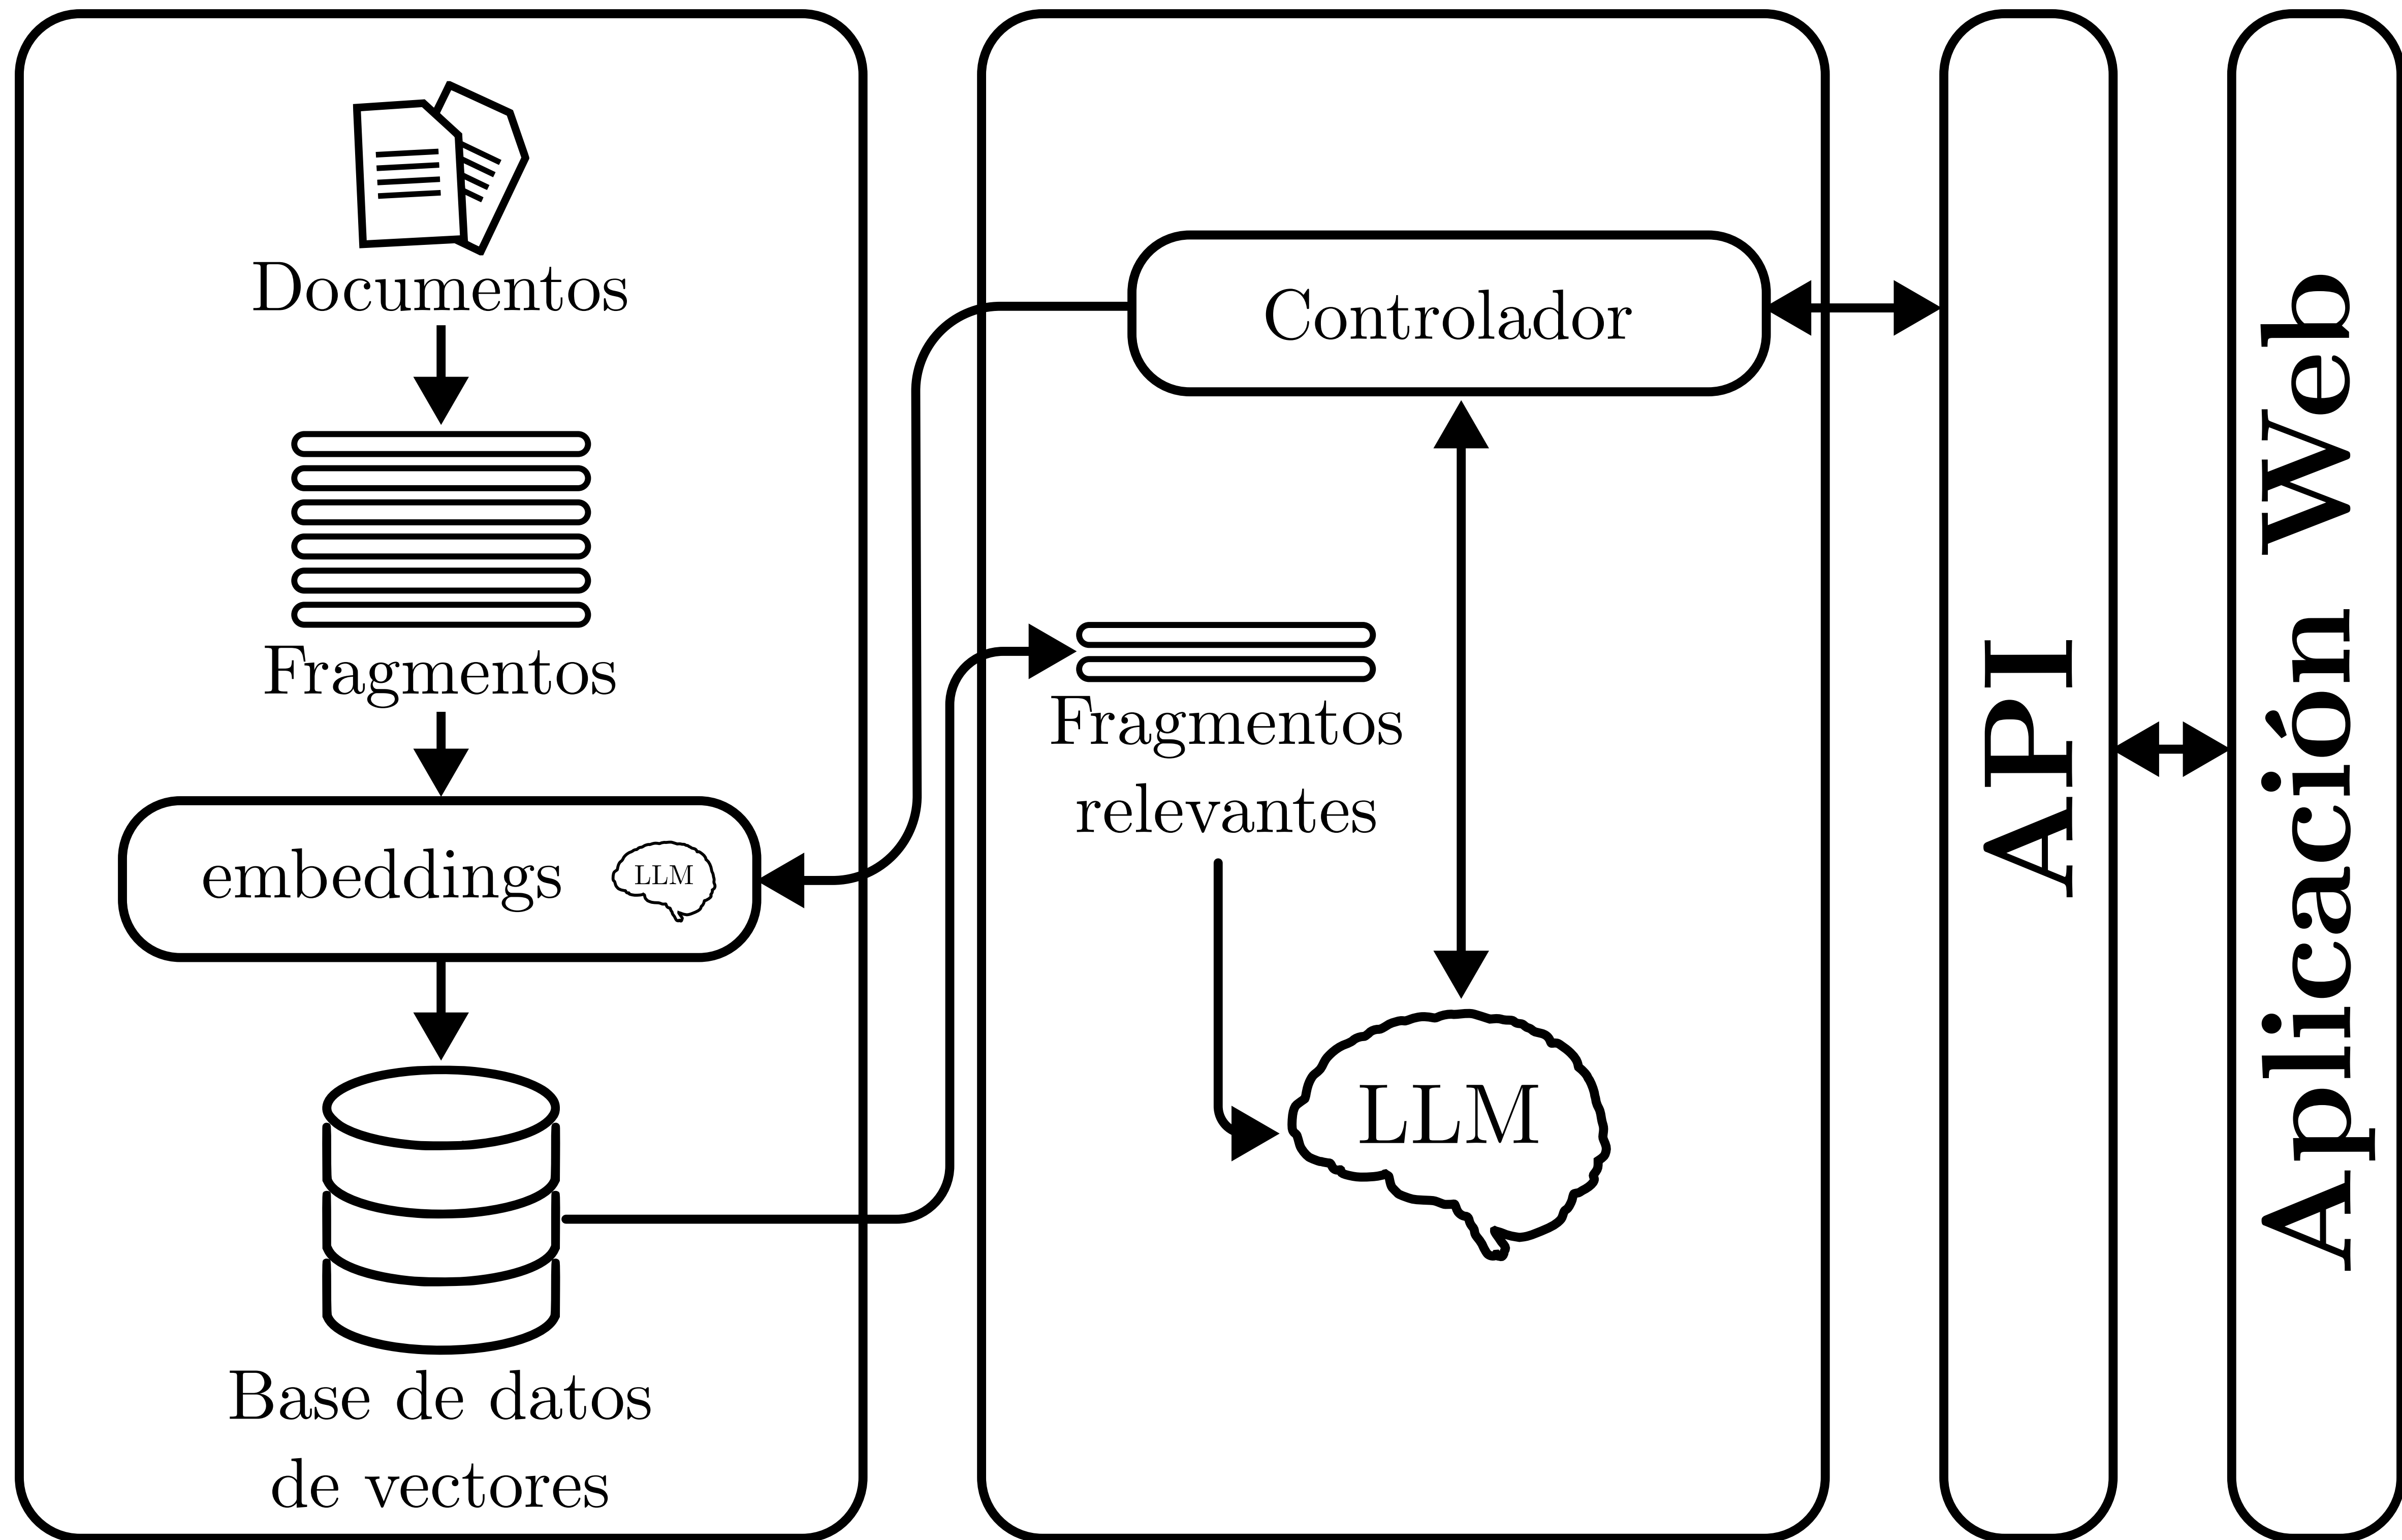 Documentos
Fragmentos
embeddings
LLM
Base de datos
de vectores
Controlador
Fragmentos
relevantes
LLM
API
Aplicación Web